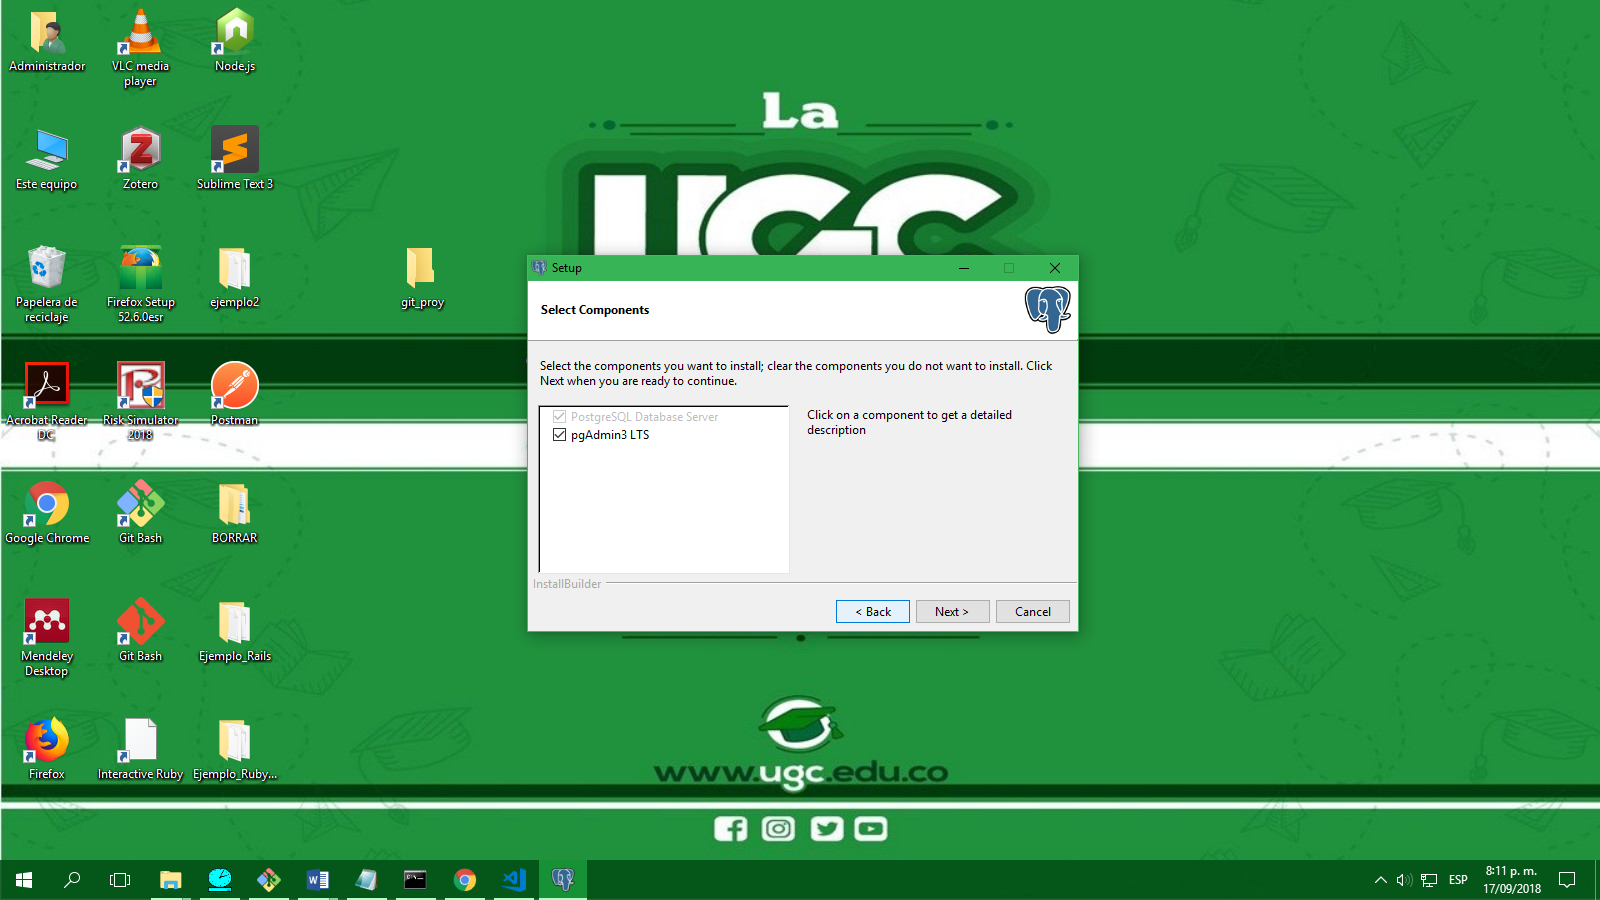 Administrador
VLC media
player
Node.js
Este equipo
Zotero
Sublime Text 3
Papelera de
reciclaje
Firefox Setup
52.6.0esr
ejemplo2
git_proy
Acrobat Reader
DC
Risk Simulator
2018
Postman
Google Chrome
Git Bash
BORRAR
Mendeley
Desktop
Git Bash
Ejemplo_Rails
Firefox
Interactive Ruby
Ejemplo_Ruby...
La
UGC
Setup
Select Components
Select the components you want to install; clear the components you do not want to install. Click
Next when you are ready to continue.
PostgreSQL Database Server
pgAdmin3 LTS
Click on a component to get a detailed
description
InstallBuilder
< Back
Next >
Cancel
www.ugc.edu.co
ESP
8:11 p. m.
17/09/2018